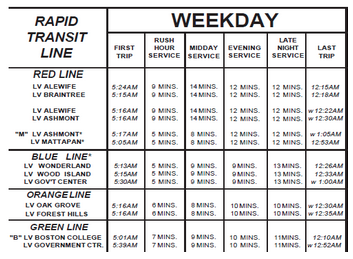 RAPID TRANSIT LINE WEEKDAY
FIRST TRIP RUSH HOUR SERVICE MIDDAY SERVICE EVENING SERVICE LATE NIGHT SERVICE LAST TRIP
RED LINE
LV ALEWIFE 5:24AM 9 MINS. 14 MINS. 12 MINS. 12 MINS. 12:15AM
LV BRAINTREE 5:15AM 9 MINS. 14 MINS. 12 MINS. 12 MINS. 12:18AM
LV ALEWIFE 5:16AM 9 MINS. 14 MINS. 12 MINS. 12 MINS. w 12:22AM
LV ASHMONT 5:16AM 9 MINS. 14 MINS. 12 MINS. 12 MINS. w 12:30AM
"M" LV ASHMONT* 5:17AM 5 MINS. 8 MINS. 12 MINS. 12 MINS. w 1:05AM
LV MATTAPAN* 5:05AM 5 MINS. 8 MINS. 12 MINS. 12 MINS. 12:53AM
BLUE LINE*
LV WONDERLAND 5:13AM 5 MINS. 9 MINS. 9 MINS. 13 MINS. 12:26AM
LV WOOD ISLAND 5:15AM 5 MINS. 9 MINS. 9 MINS. 13 MINS. 12:33AM
LV GOV'T CENTER 5:30AM 5 MINS. 9 MINS. 9 MINS. 13 MINS. w 1:00AM
ORANGE LINE
LV OAK GROVE 5:16AM 6 MINS. 8 MINS. 10 MINS. 10 MINS. w 12:30AM
LV FOREST HILLS 5:16AM 6 MINS. 8 MINS. 10 MINS. 10 MINS. w 12:35AM
GREEN LINE
"B" LV BOSTON COLLEGE 5:01AM 7 MINS. 9 MINS. 10 MINS. 11 MINS. 12:10AM
LV GOVERNMENT CTR. 5:39AM 7 MINS. 9 MINS. 10 MINS. 11 MINS. w 12:52AM